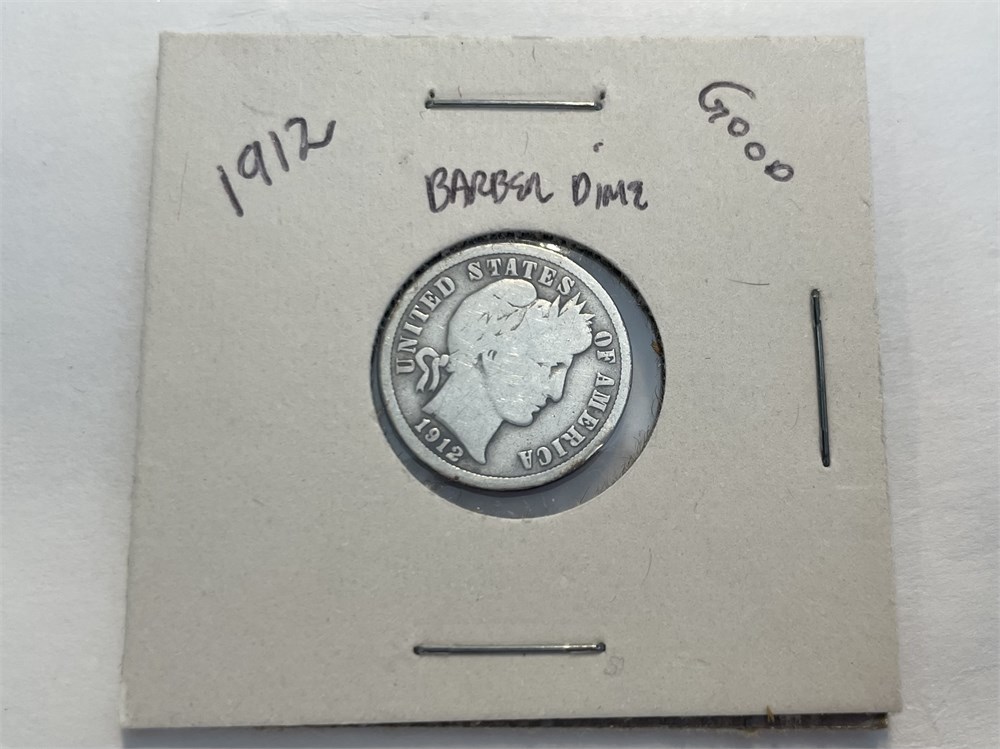 1912
GOOD
BARBER DIME
UNITED STATES OF AMERICA
1912